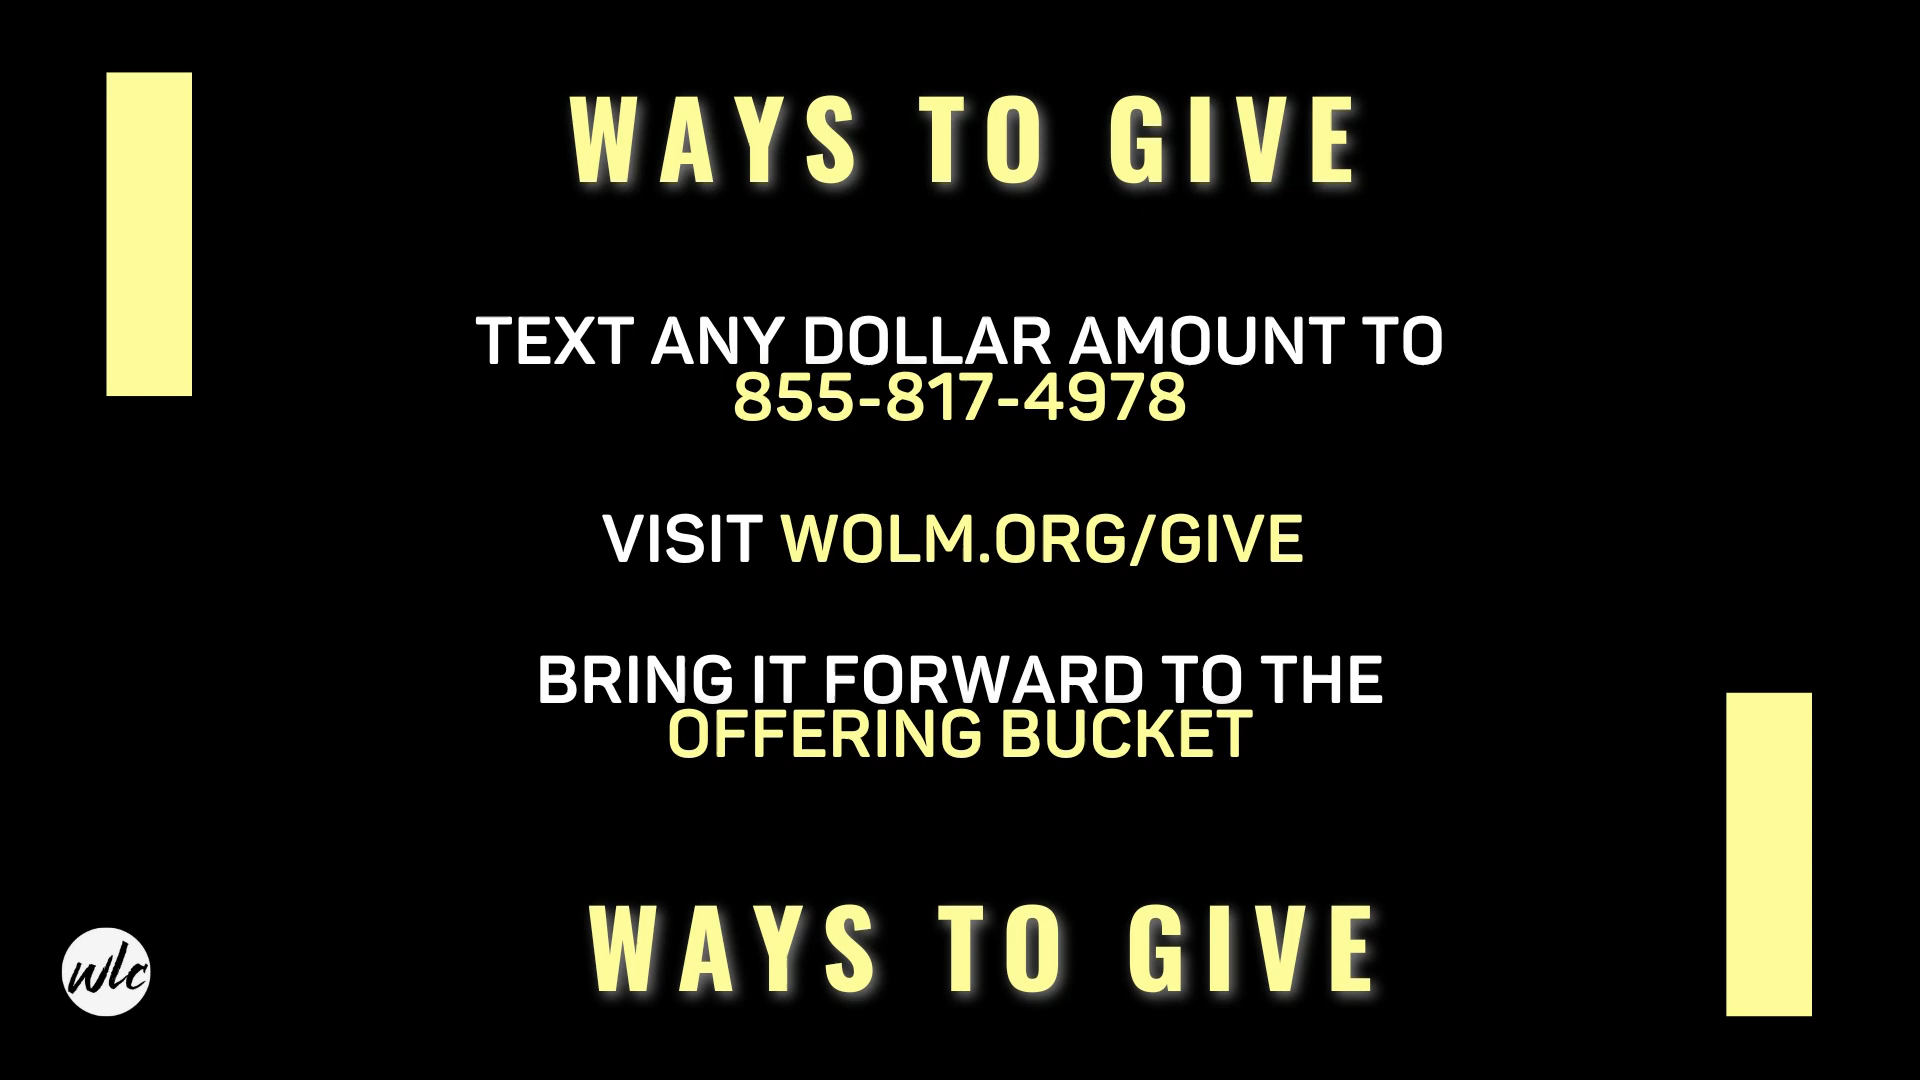 WAYS TO GIVE
TEXT ANY DOLLAR AMOUNT TO
855-817-4978
VISIT WOLM.ORG/GIVE
BRING IT FORWARD TO THE
OFFERING BUCKET
WAYS TO GIVE
wlc